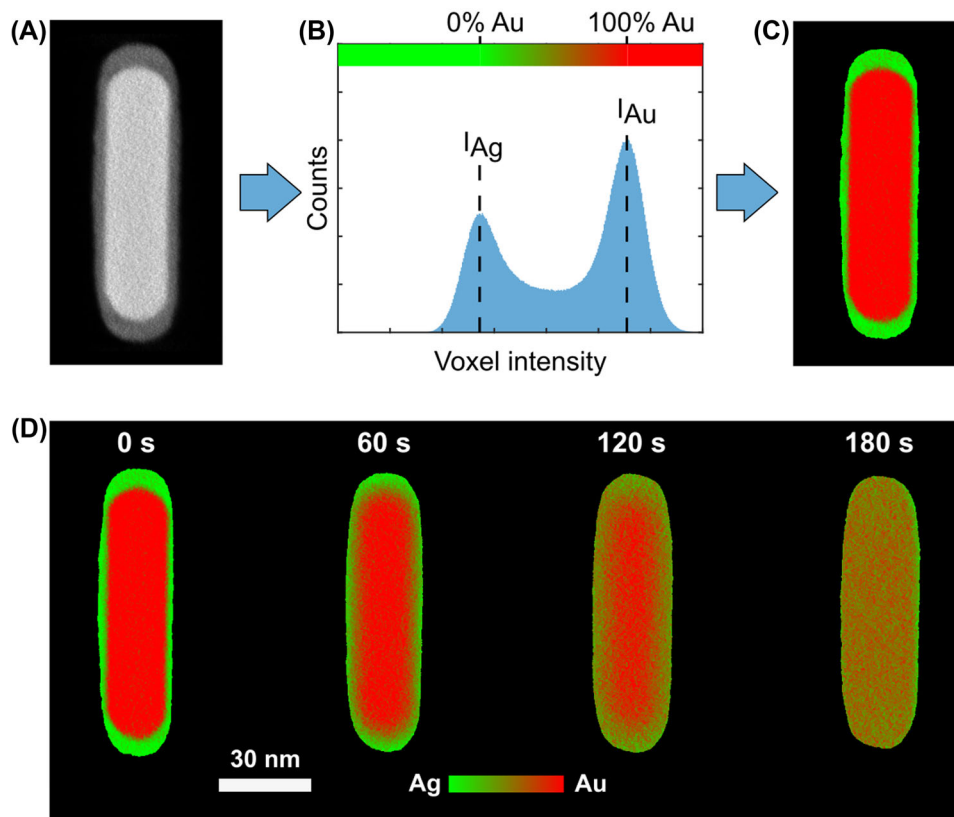 (A)
(B)
0% Au 100% Au
I_Ag
I_Au
Counts
Voxel intensity
(C)
(D)
0 s 60 s 120 s 180 s
30 nm
Ag Au